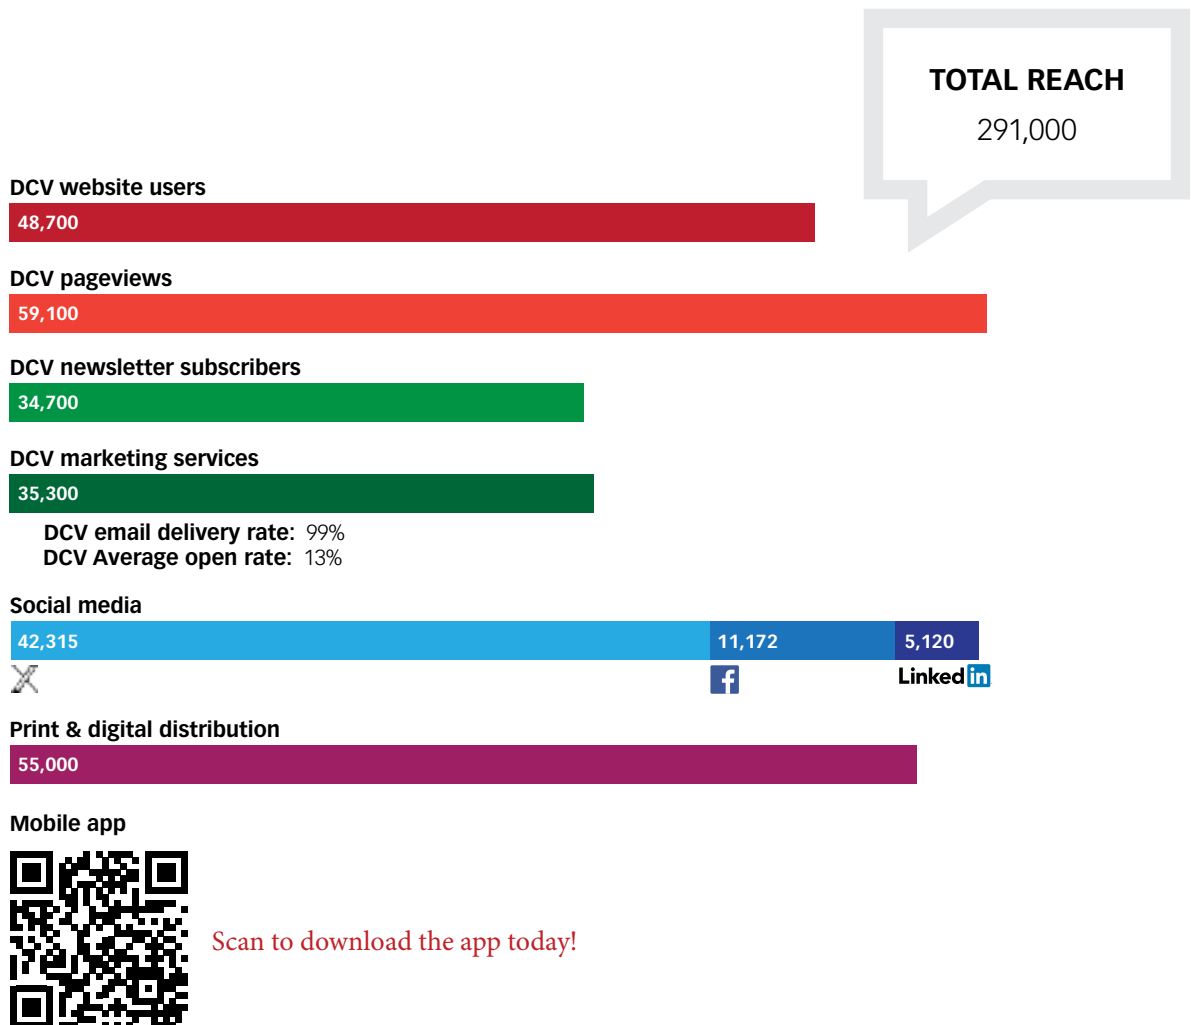 TOTAL REACH
291,000
DCV website users
48,700
DCV pageviews
59,100
DCV newsletter subscribers
34,700
DCV marketing services
35,300
DCV email delivery rate: 99%
DCV Average open rate: 13%
Social media
42,315 11,172 5,120
X f Linked in
Print & digital distribution
55,000
Mobile app
Scan to download the app today!